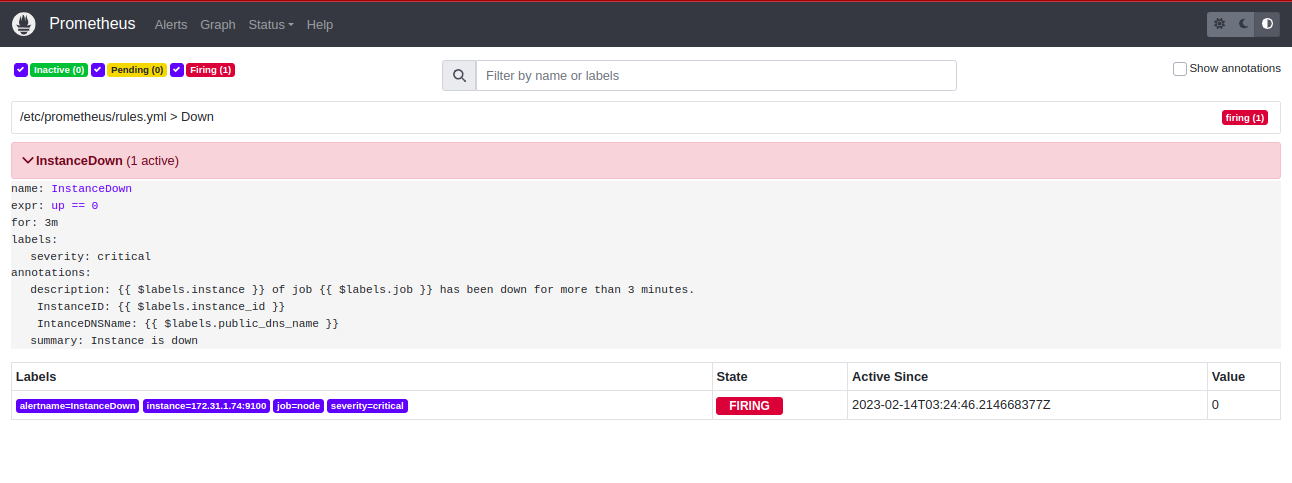 Prometheus Alerts Graph Status Help
Inactive (0) Pending (0) Firing (1) Filter by name or labels Show annotations
/etc/prometheus/rules.yml > Down firing (1)
InstanceDown (1 active)
name: InstanceDown
expr: up == 0
for: 3m
labels:
severity: critical
annotations:
description: {{ $labels.instance }} of job {{ $labels.job }} has been down for more than 3 minutes.
InstanceID: {{ $labels.instance_id }}
IntanceDNSName: {{ $labels.public_dns_name }}
summary: Instance is down
Labels State Active Since Value
alertname=InstanceDown instance=172.31.1.74:9100 job=node severity=critical FIRING 2023-02-14T03:24:46.214668377Z 0